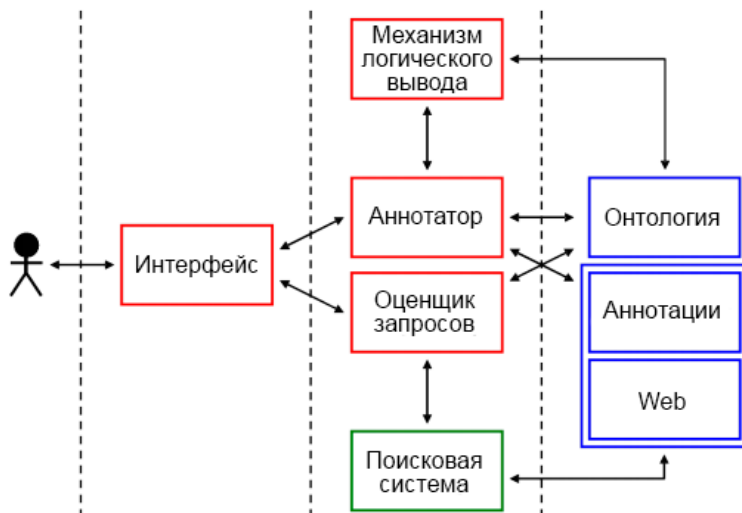 Механизм
логического
вывода
Аннотатор
Онтология
Интерфейс
Оценщик
запросов
Аннотации
Web
Поисковая
система